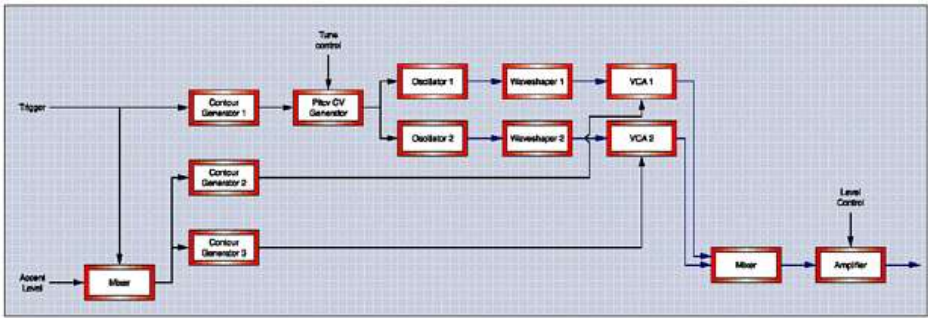 Tune
control
Oscillator 1
Waveshaper 1
VCA 1
Trigger
Contour
Generator 1
Pitch CV
Generator
Oscillator 2
Waveshaper 2
VCA 2
Contour
Generator 2
Level
Control
Contour
Generator 3
Accent
Level
Mixer
Mixer
Amplifier